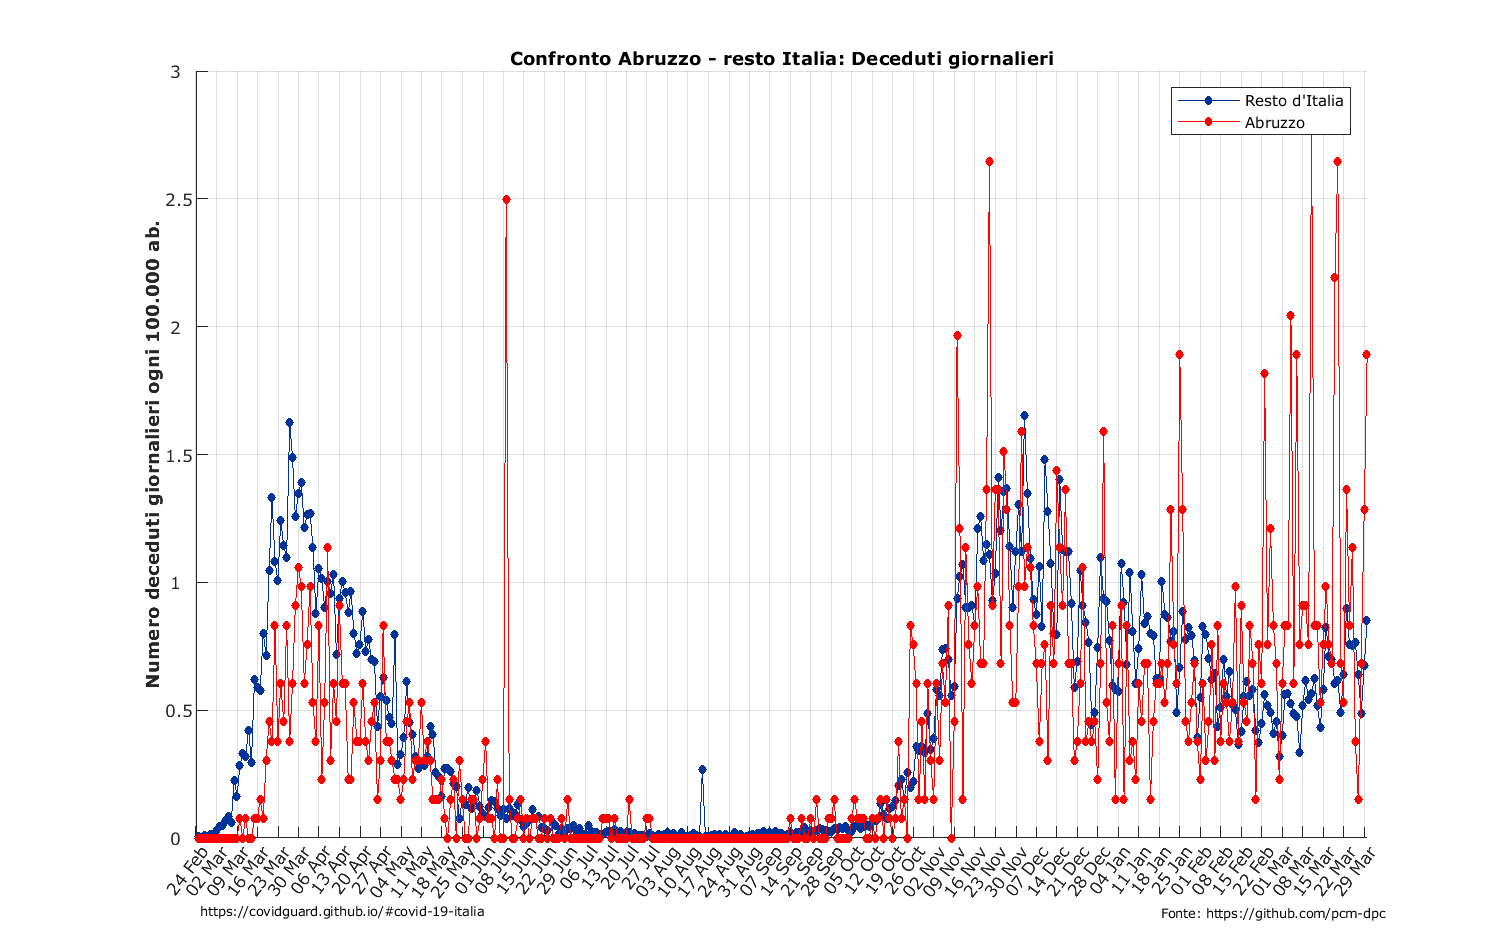 Confronto Abruzzo - resto Italia: Deceduti giornalieri
Resto d'Italia
Abruzzo
Numero deceduti giornalieri ogni 100.000 ab.
3
2.5
2
1.5
1
0.5
0
24 Feb
02 Mar
09 Mar
16 Mar
23 Mar
30 Mar
06 Apr
13 Apr
20 Apr
27 Apr
04 May
11 May
18 May
25 May
01 Jun
08 Jun
15 Jun
22 Jun
29 Jun
06 Jul
13 Jul
20 Jul
27 Jul
03 Aug
10 Aug
17 Aug
24 Aug
31 Aug
07 Sep
14 Sep
21 Sep
28 Sep
05 Oct
12 Oct
19 Oct
26 Oct
02 Nov
09 Nov
16 Nov
23 Nov
30 Nov
07 Dec
14 Dec
21 Dec
28 Dec
04 Jan
11 Jan
18 Jan
25 Jan
01 Feb
08 Feb
15 Feb
22 Feb
01 Mar
08 Mar
15 Mar
22 Mar
29 Mar
https://covidguard.github.io/#covid-19-italia
Fonte: https://github.com/pcm-dpc